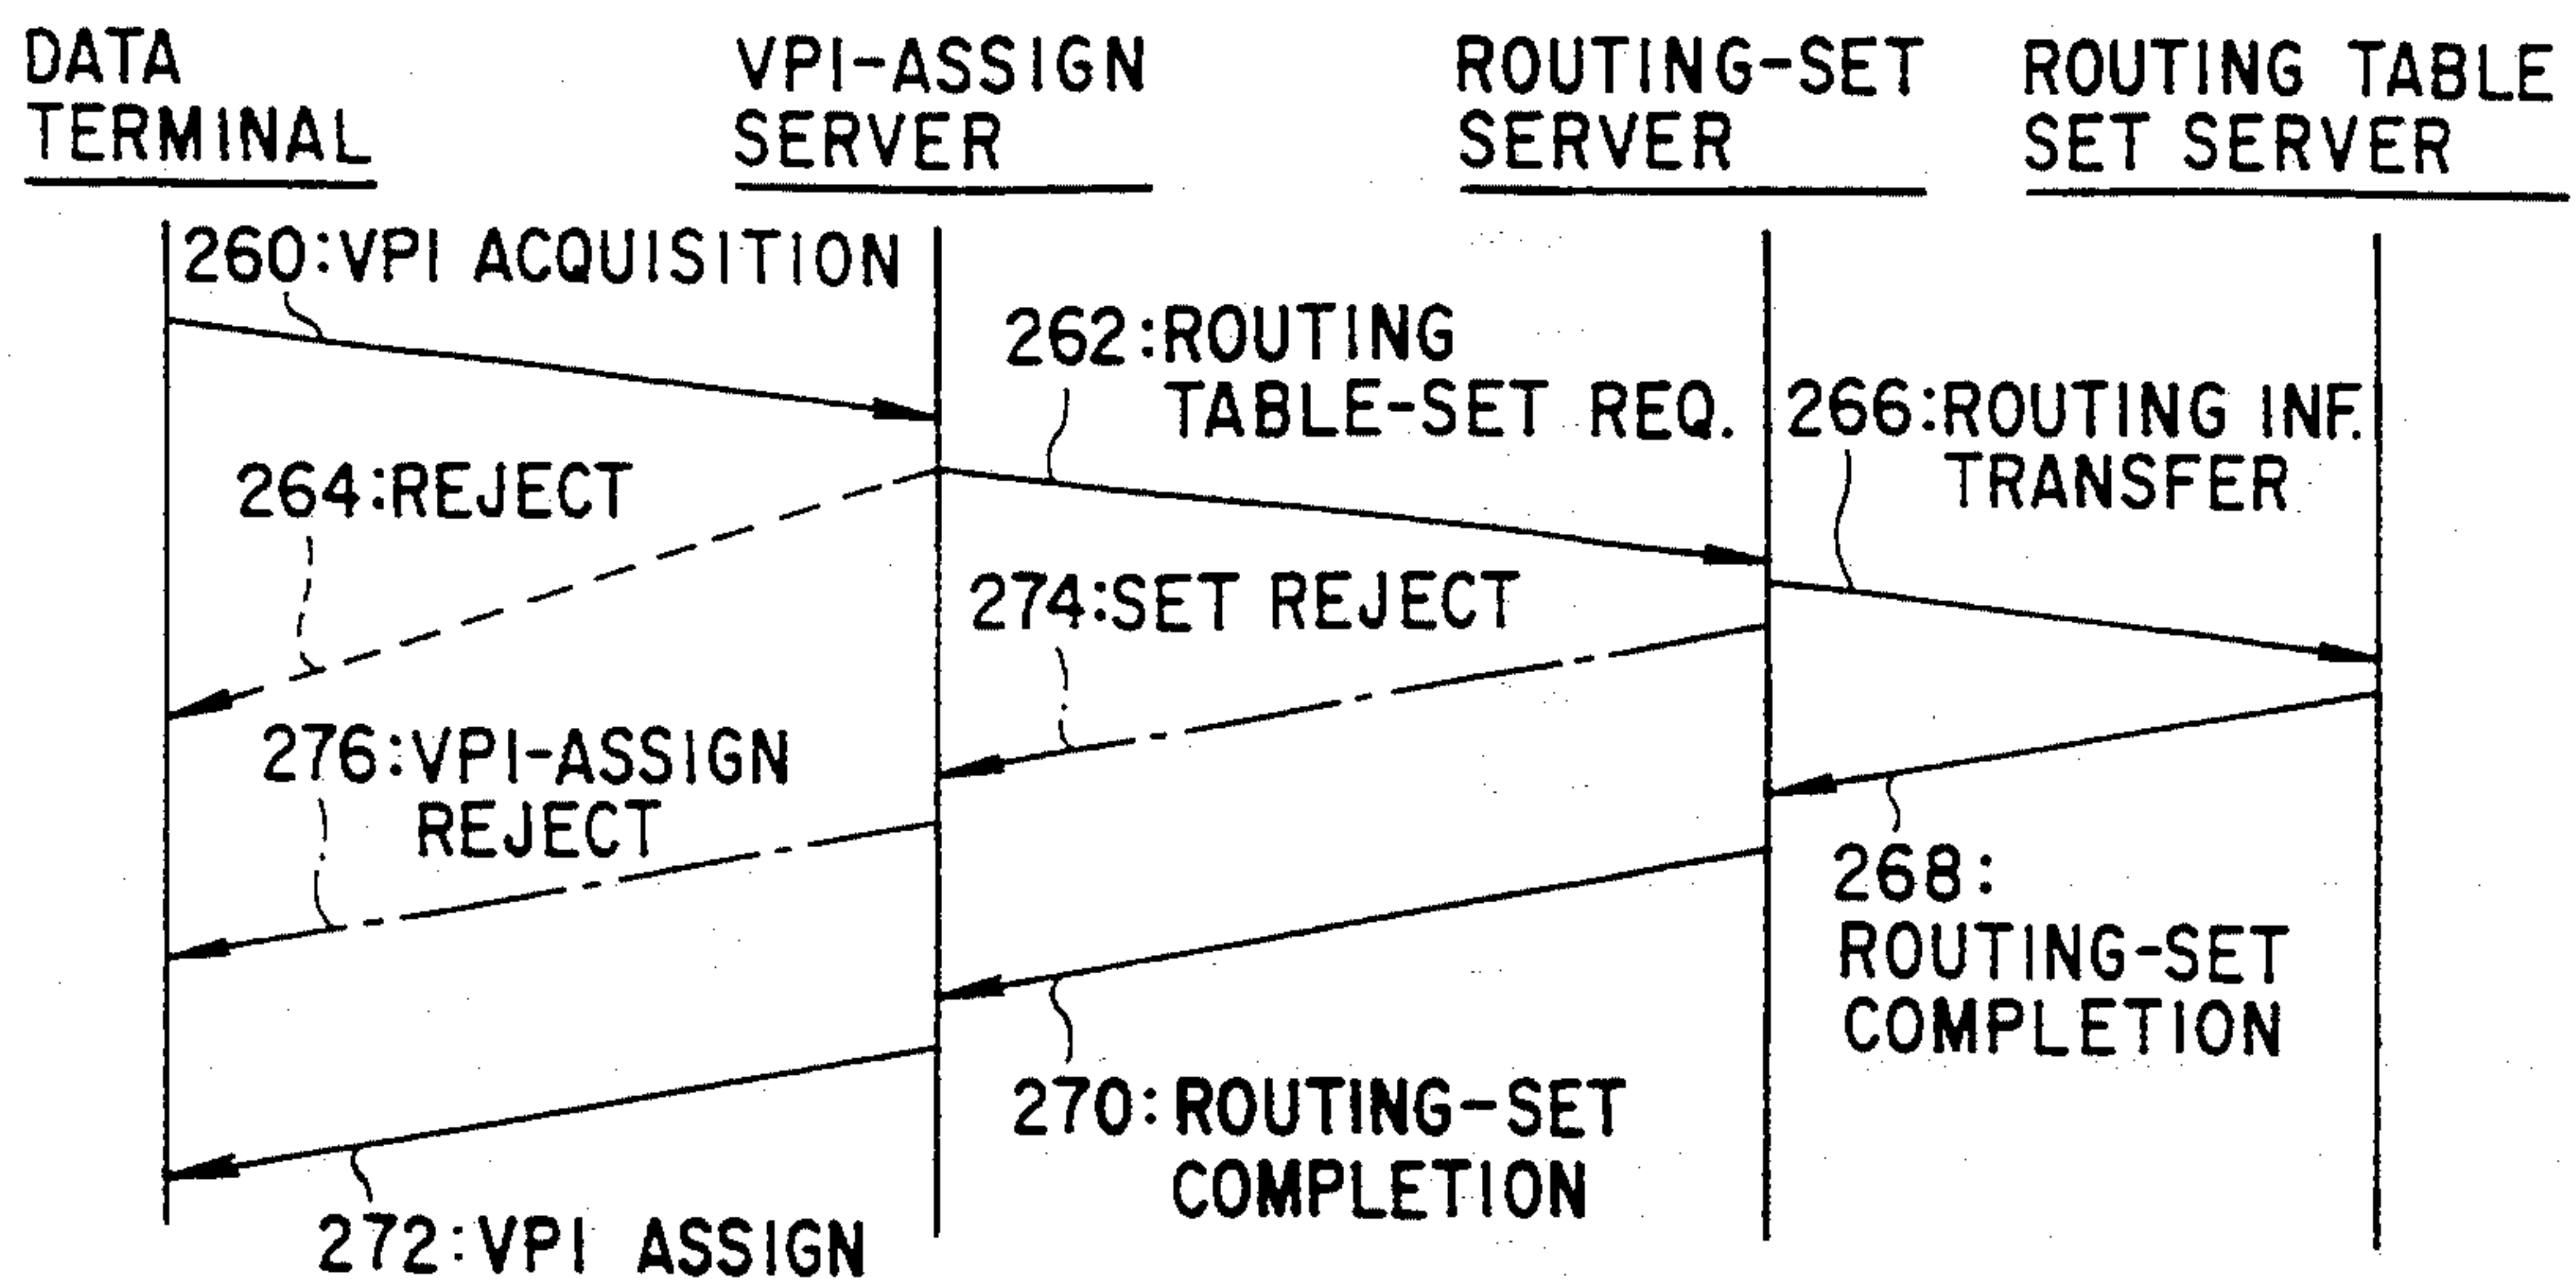 DATA
TERMINAL
VPI-ASSIGN
SERVER
ROUTING-SET
SERVER
ROUTING TABLE
SET SERVER
260:VPI ACQUISITION
262:ROUTING
TABLE-SET REQ.
266:ROUTING INF.
TRANSFER
264:REJECT
274:SET REJECT
276:VPI-ASSIGN
REJECT
268:
ROUTING-SET
COMPLETION
270:ROUTING-SET
COMPLETION
272:VPI ASSIGN